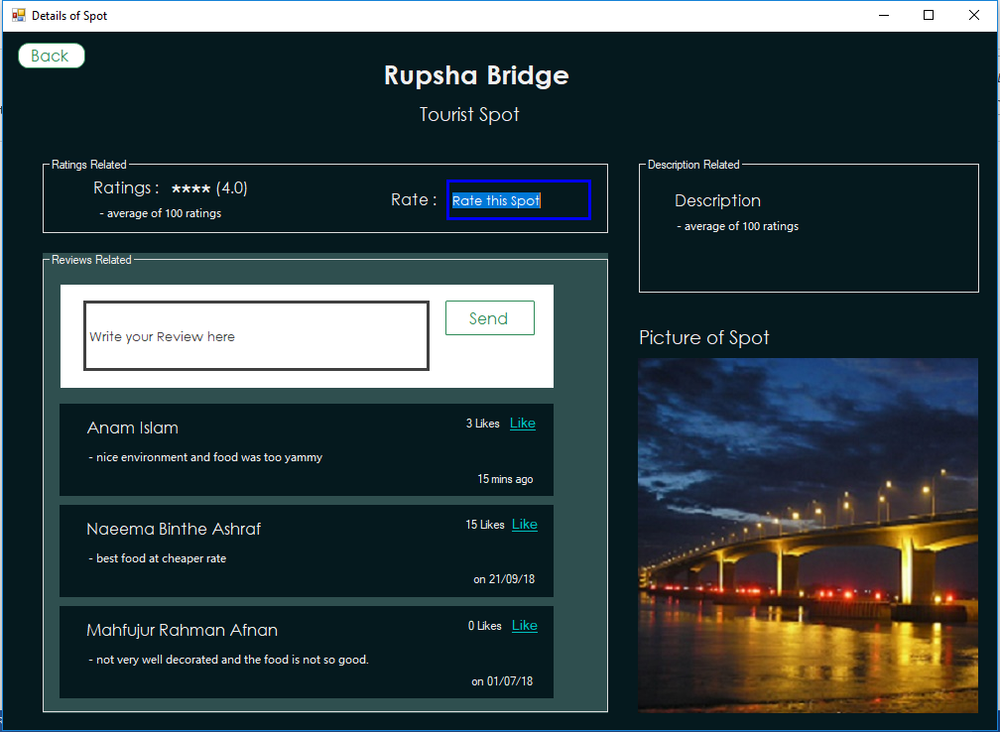 Details of Spot
Back
Rupsha Bridge
Tourist Spot
Ratings Related
Ratings : **** (4.0)
- average of 100 ratings
Rate : Rate this Spot
Description Related
Description
- average of 100 ratings
Reviews Related
Write your Review here
Send
Anam Islam
3 Likes Like
- nice environment and food was too yammy
15 mins ago
Naeema Binthe Ashraf
15 Likes Like
- best food at cheaper rate
on 21/09/18
Mahfujur Rahman Afnan
0 Likes Like
- not very well decorated and the food is not so good.
on 01/07/18
Picture of Spot